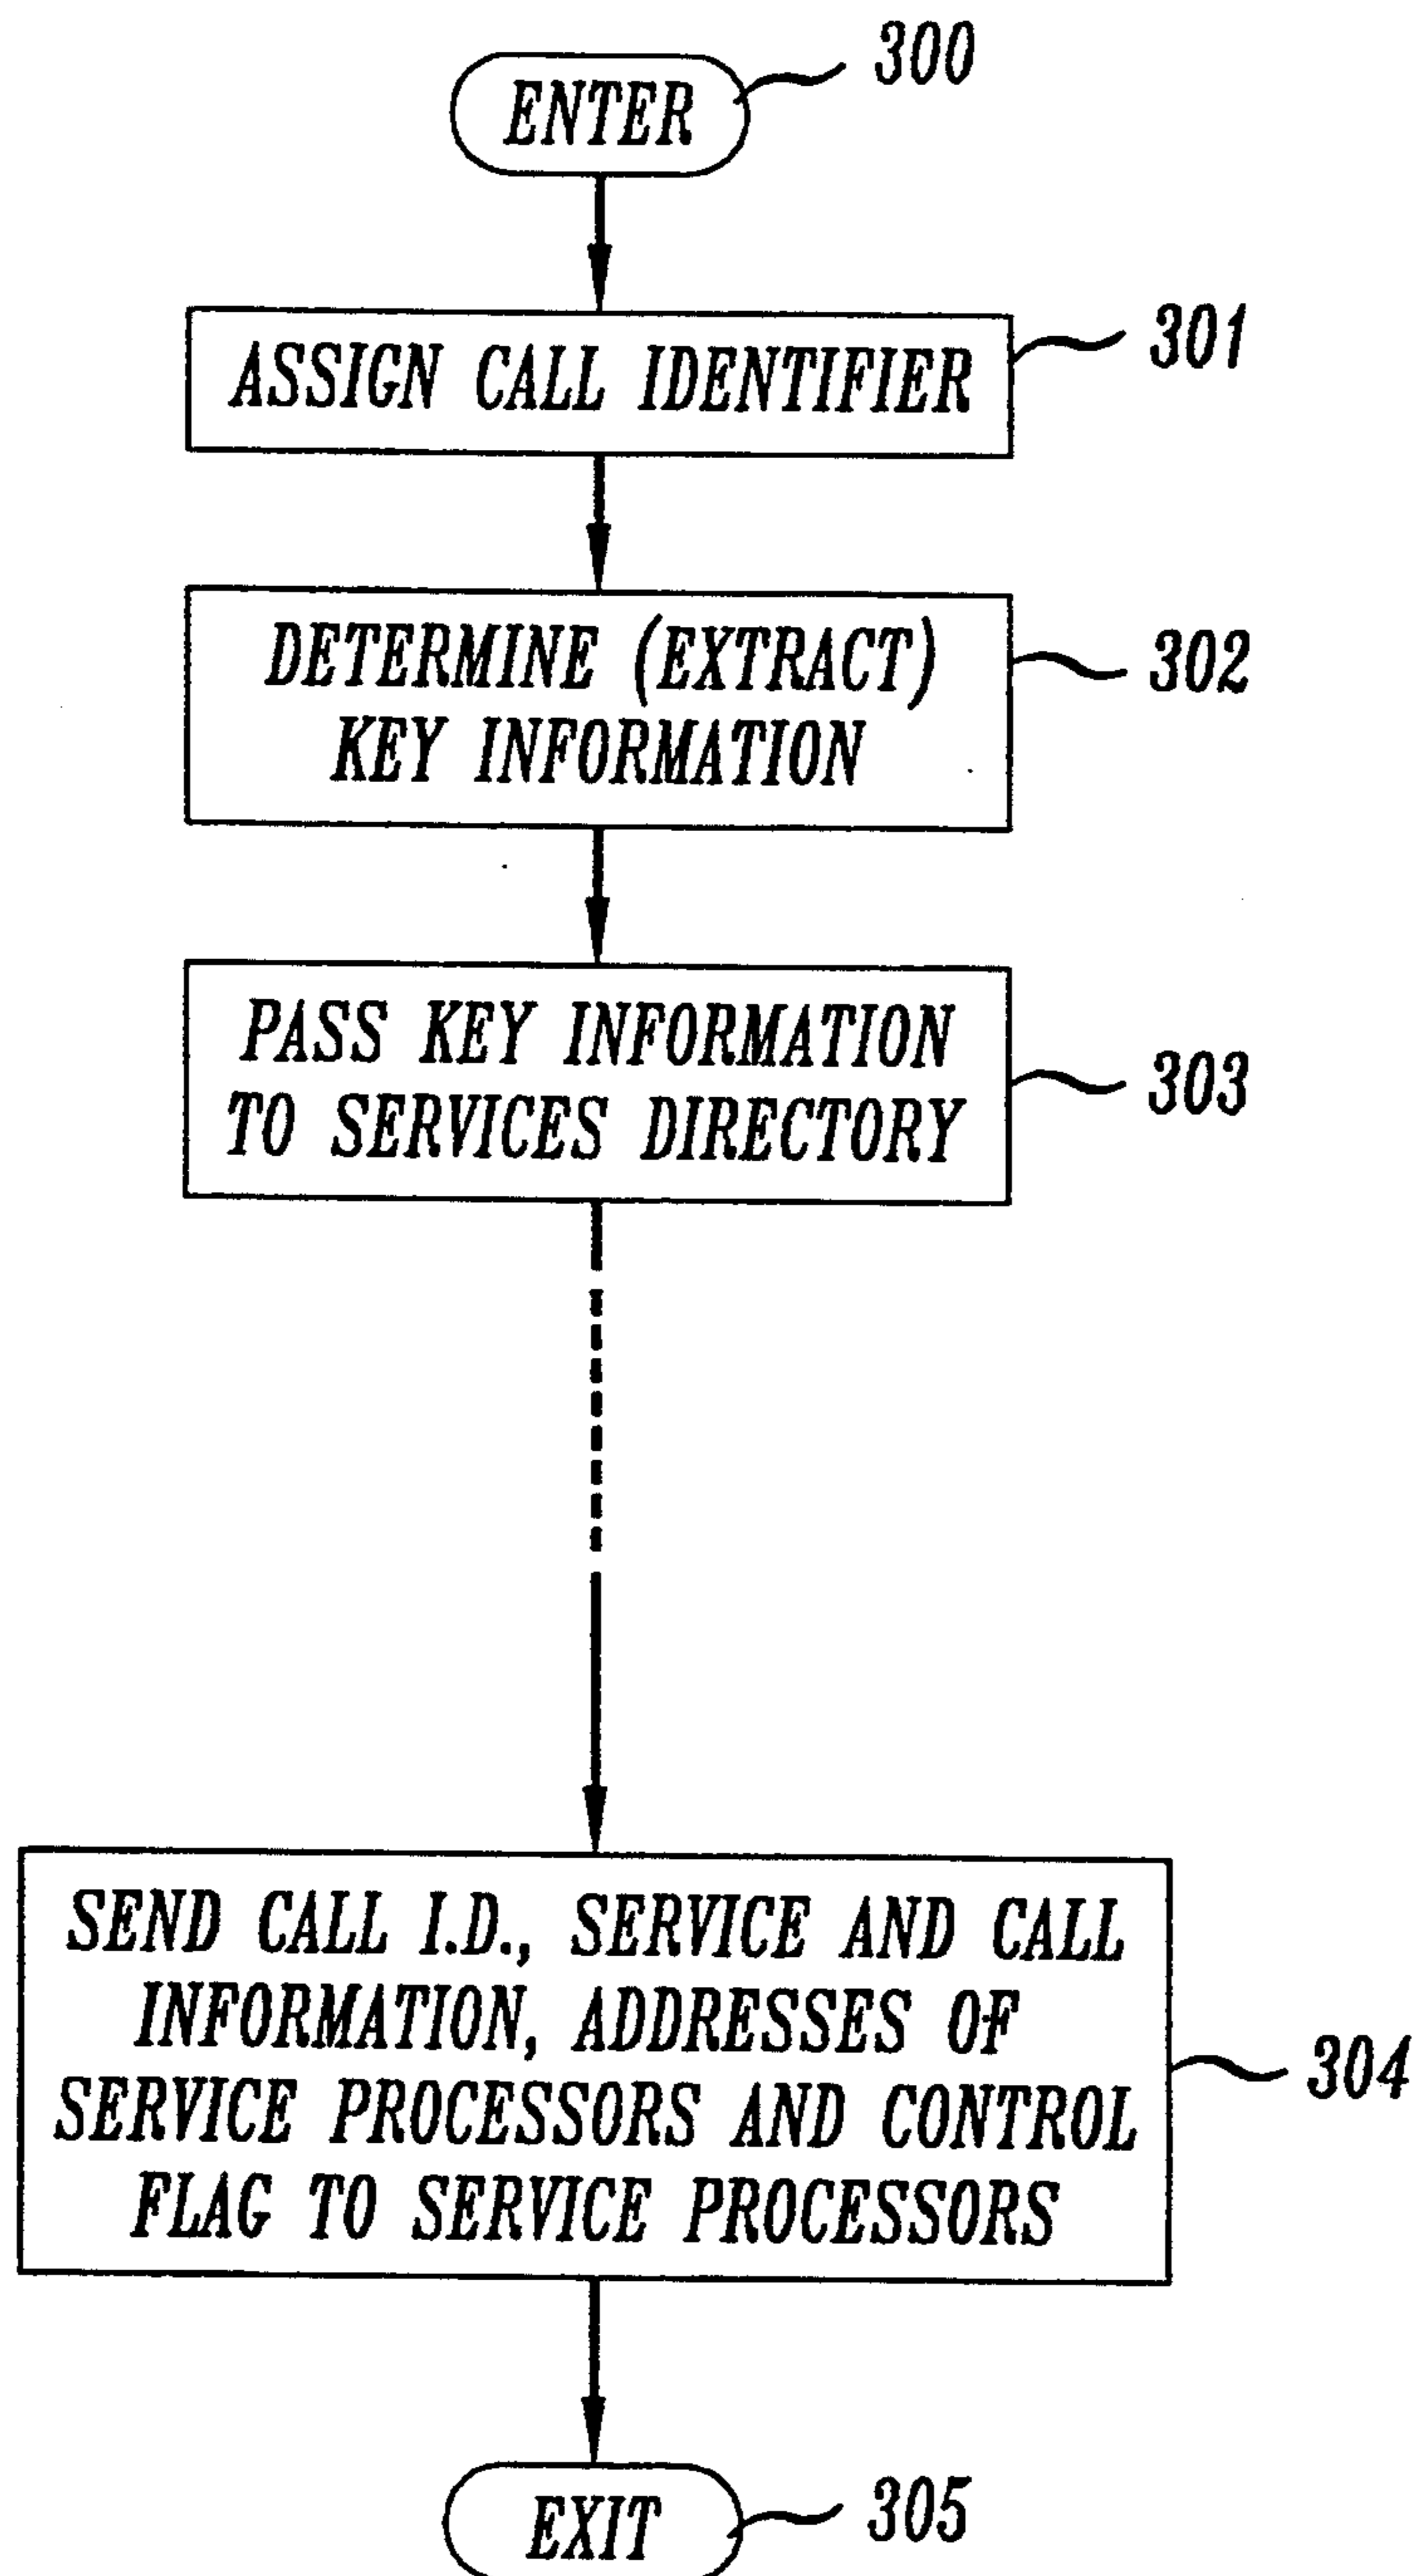 300
ENTER
301
ASSIGN CALL IDENTIFIER
302
DETERMINE (EXTRACT)
KEY INFORMATION
303
PASS KEY INFORMATION
TO SERVICES DIRECTORY
SEND CALL I.D., SERVICE AND CALL
INFORMATION, ADDRESSES OF
SERVICE PROCESSORS AND CONTROL
FLAG TO SERVICE PROCESSORS
304
EXIT
305